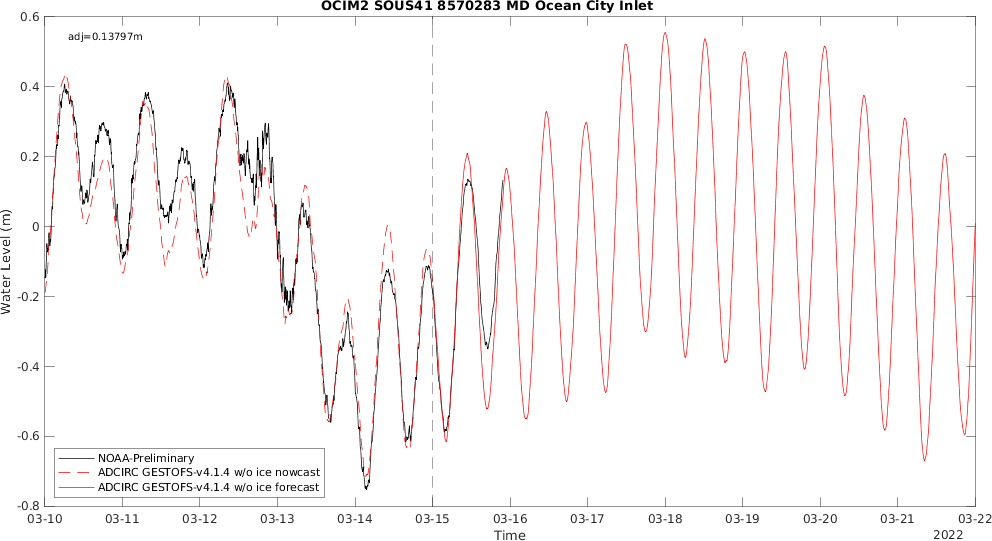 OCIM2 SOUS41 8570283 MD Ocean City Inlet
adj=0.13797m
0.6
0.4
0.2
0
-0.2
-0.4
-0.6
-0.8
Water Level (m)
NOAA-Preliminary
ADCIRC GESTOFS-v4.1.4 w/o ice nowcast
ADCIRC GESTOFS-v4.1.4 w/o ice forecast
03-10 03-11 03-12 03-13 03-14 03-15 03-16 03-17 03-18 03-19 03-20 03-21 03-22
Time
2022